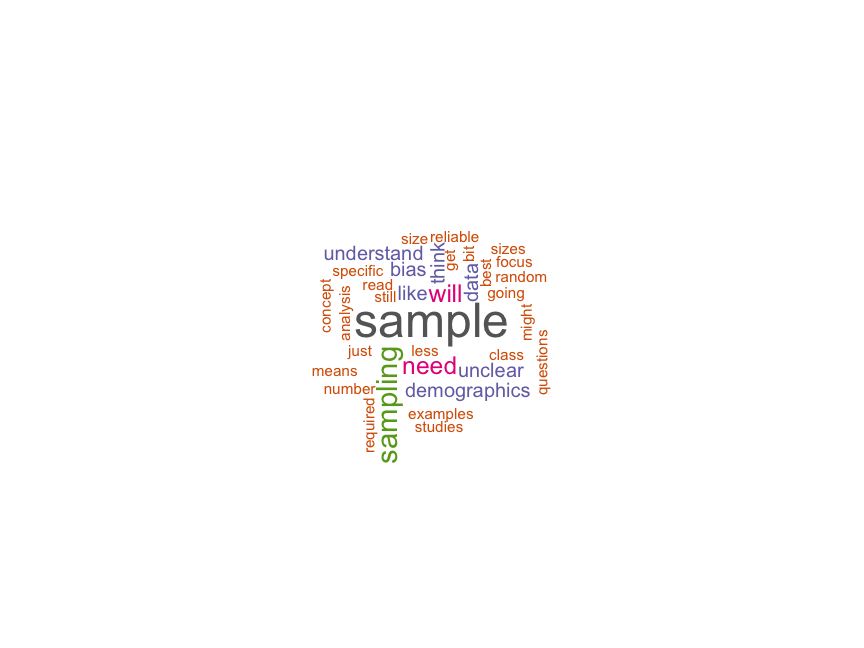 size
reliable
understand
think
get
bit
sizes
specific
bias
data
best
focus
random
read
still
like
will
going
concept
analysis
sample
might
just
less
class
questions
means
sampling
need
unclear
number
demographics
required
examples
studies